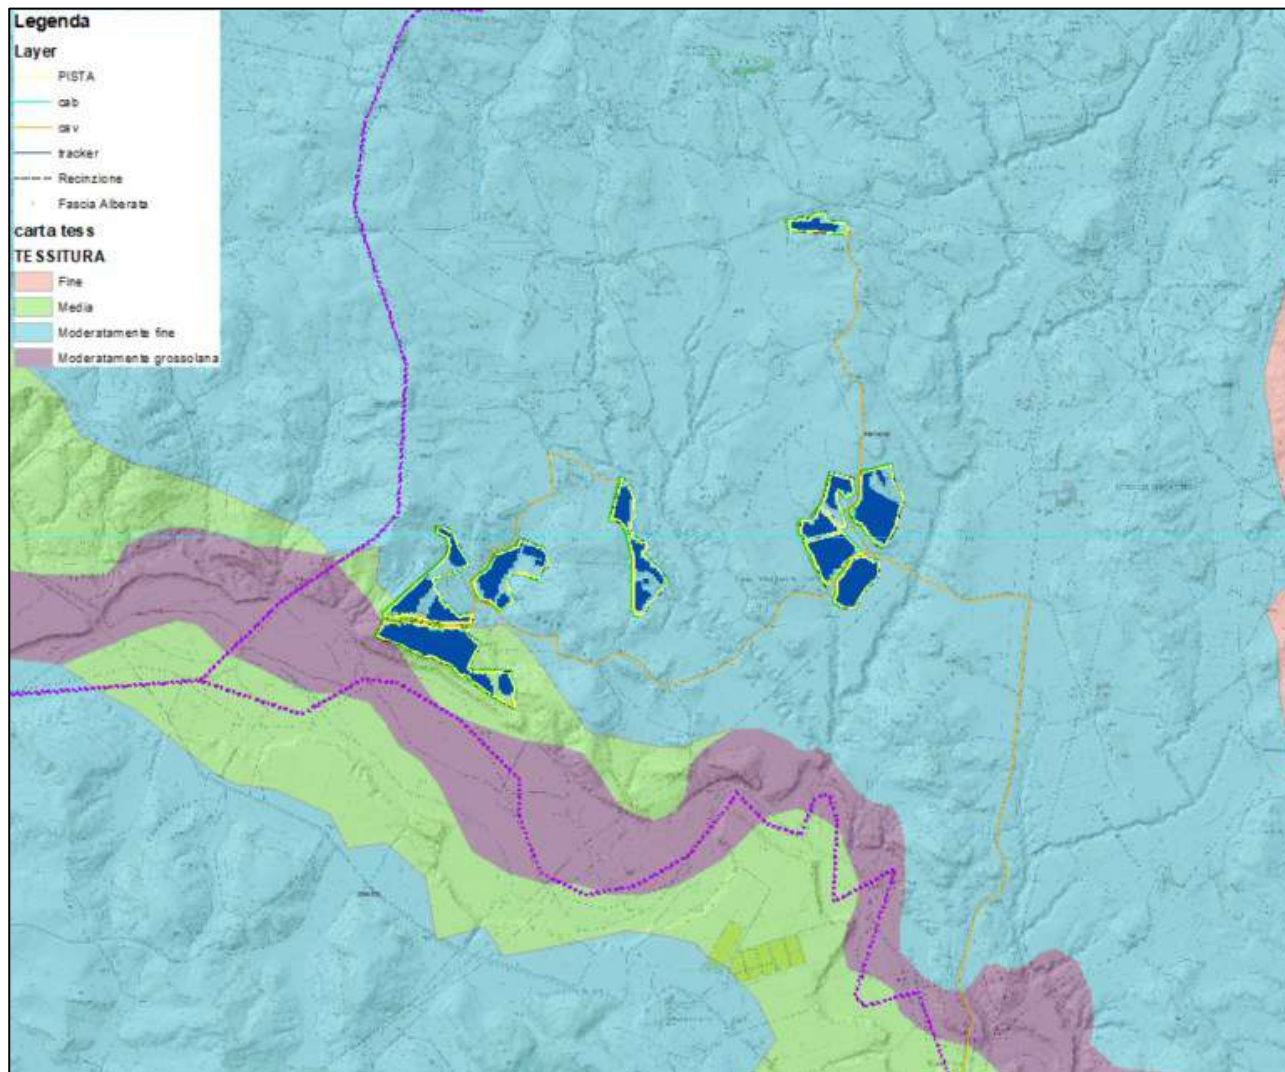 Legenda
Layer
PISTA
cab
cav
tracker
Recinzione
Fascia Alberata
carta tess
TESSITURA
Fine
Media
Moderatamente fine
Moderatamente grossolana